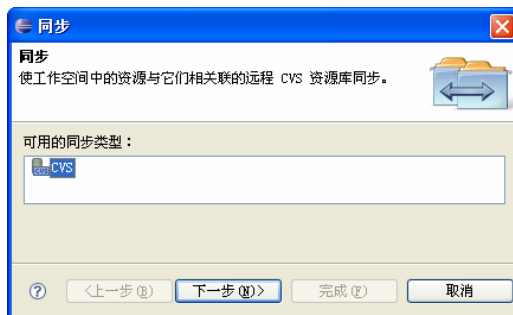 同步
同步
使工作空间中的资源与它们相关联的远程 CVS 资源库同步。
可用的同步类型：
CVS
<上一步(B) 下一步(N)> 完成(F) 取消